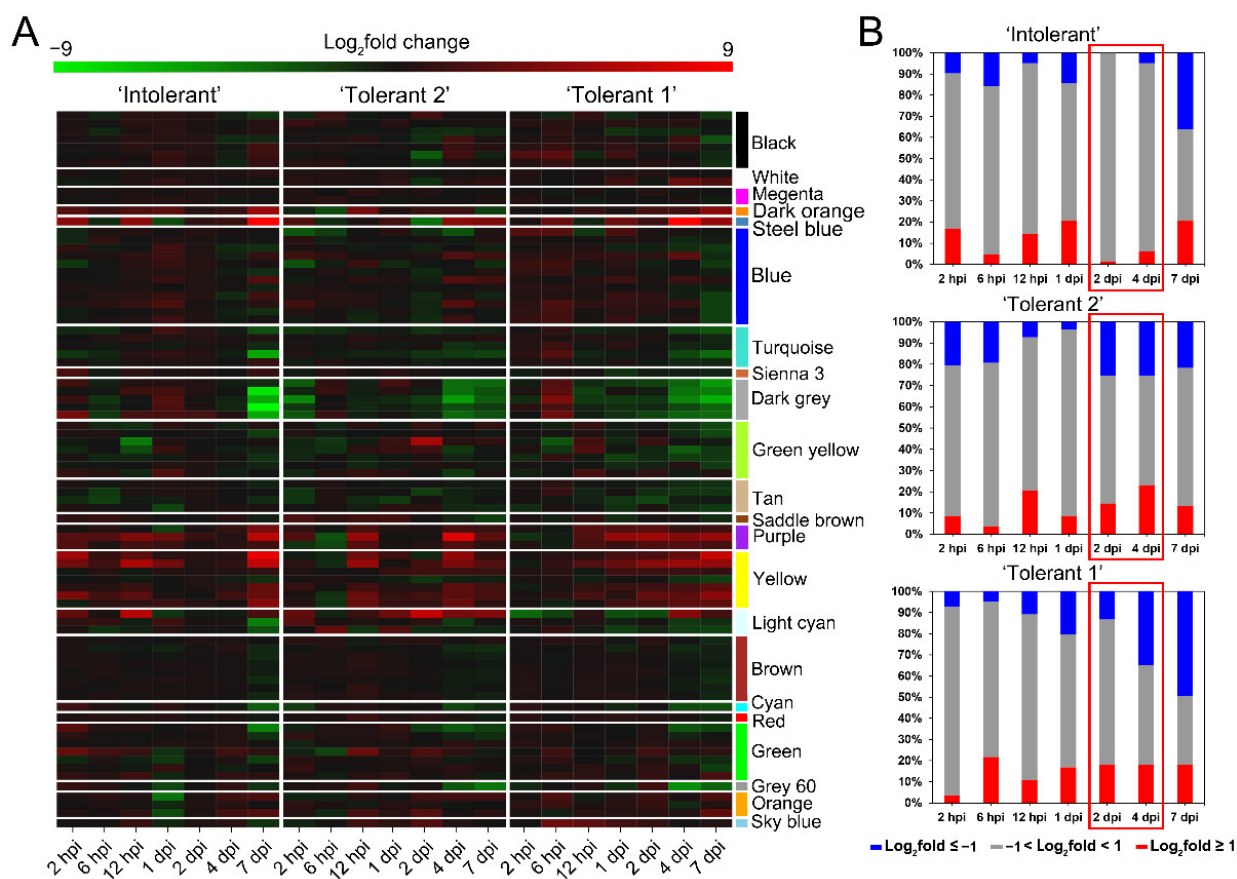 A
Log₂fold change
−9
9
'Intolerant'
'Tolerant 2'
'Tolerant 1'
Black
White
Megenta
Dark orange
Steel blue
Blue
Turquoise
Sienna 3
Dark grey
Green yellow
Tan
Saddle brown
Purple
Yellow
Light cyan
Brown
Cyan
Red
Green
Grey 60
Orange
Sky blue
2 hpi 6 hpi 12 hpi 1 dpi 2 dpi 4 dpi 7 dpi 2 hpi 6 hpi 12 hpi 1 dpi 2 dpi 4 dpi 7 dpi 2 hpi 6 hpi 12 hpi 1 dpi 2 dpi 4 dpi 7 dpi
B
'Intolerant'
100%
90%
80%
70%
60%
50%
40%
30%
20%
10%
0%
2 hpi 6 hpi 12 hpi 1 dpi 2 dpi 4 dpi 7 dpi
'Tolerant 2'
100%
90%
80%
70%
60%
50%
40%
30%
20%
10%
0%
2 hpi 6 hpi 12 hpi 1 dpi 2 dpi 4 dpi 7 dpi
'Tolerant 1'
100%
90%
80%
70%
60%
50%
40%
30%
20%
10%
0%
2 hpi 6 hpi 12 hpi 1 dpi 2 dpi 4 dpi 7 dpi
Log₂fold ≤ −1 −1 < Log₂fold < 1 Log₂fold ≥ 1